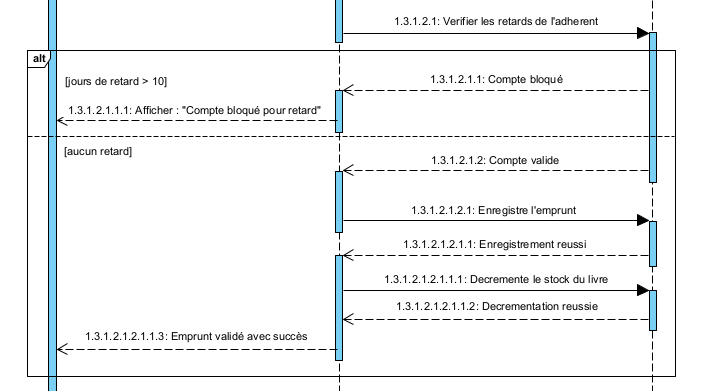 1.3.1.2.1: Verifier les retards de l'adherent
alt
[jours de retard > 10]
1.3.1.2.1.1: Compte bloqué
1.3.1.2.1.1.1: Afficher : "Compte bloqué pour retard"
[aucun retard]
1.3.1.2.1.2: Compte valide
1.3.1.2.1.2.1: Enregistre l'emprunt
1.3.1.2.1.2.1.1: Enregistrement reussi
1.3.1.2.1.2.1.1.1: Decremente le stock du livre
1.3.1.2.1.2.1.1.2: Decrementation reussie
1.3.1.2.1.2.1.1.3: Emprunt validé avec succès